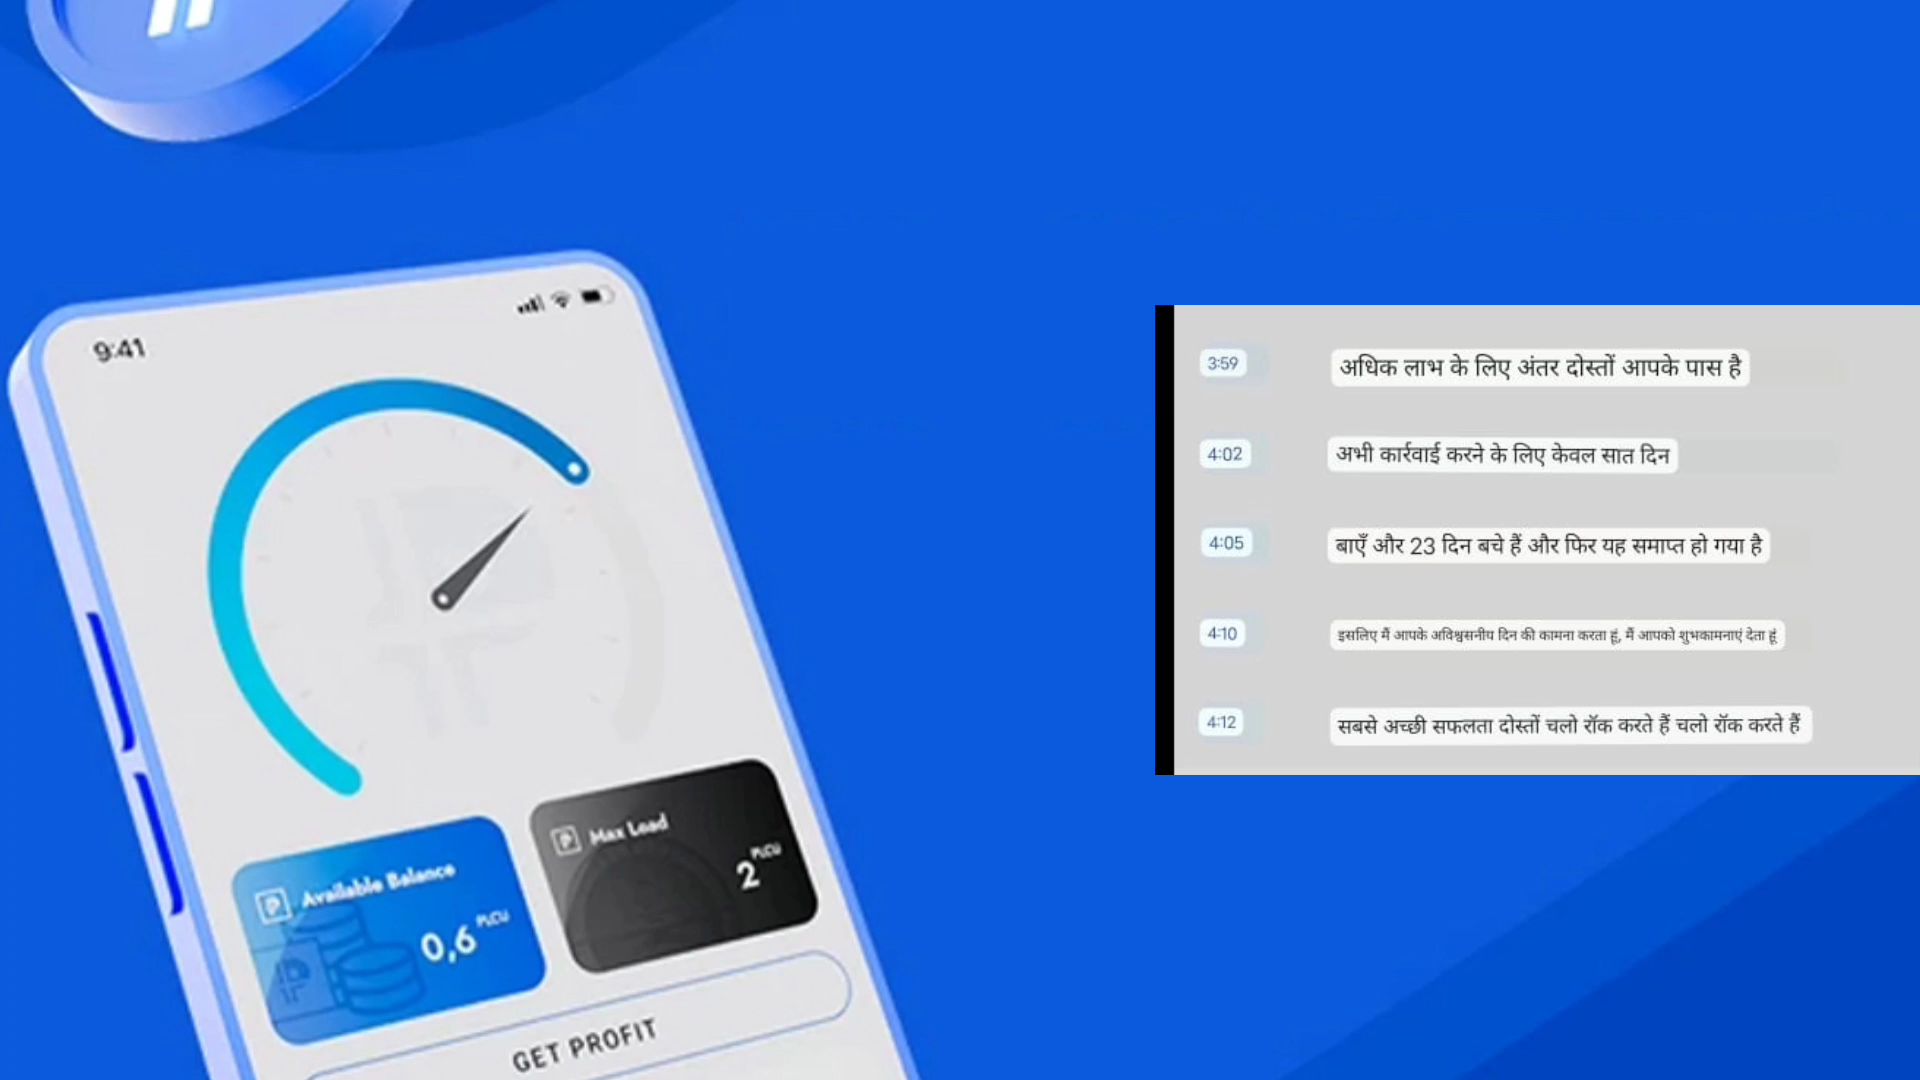 9:41
Available Balance
0,6 PLCU
Max Load
2 PLCU
GET PROFIT
3:59 अधिक लाभ के लिए अंतर दोस्तों आपके पास है
4:02 अभी कार्रवाई करने के लिए केवल सात दिन
4:05 बाएँ और 23 दिन बचे हैं और फिर यह समाप्त हो गया है
4:10 इसलिए मैं आपके अविश्वसनीय दिन की कामना करता हूं, मैं आपको शुभकामनाएं देता हूं
4:12 सबसे अच्छी सफलता दोस्तों चलो रॉक करते हैं चलो रॉक करते हैं